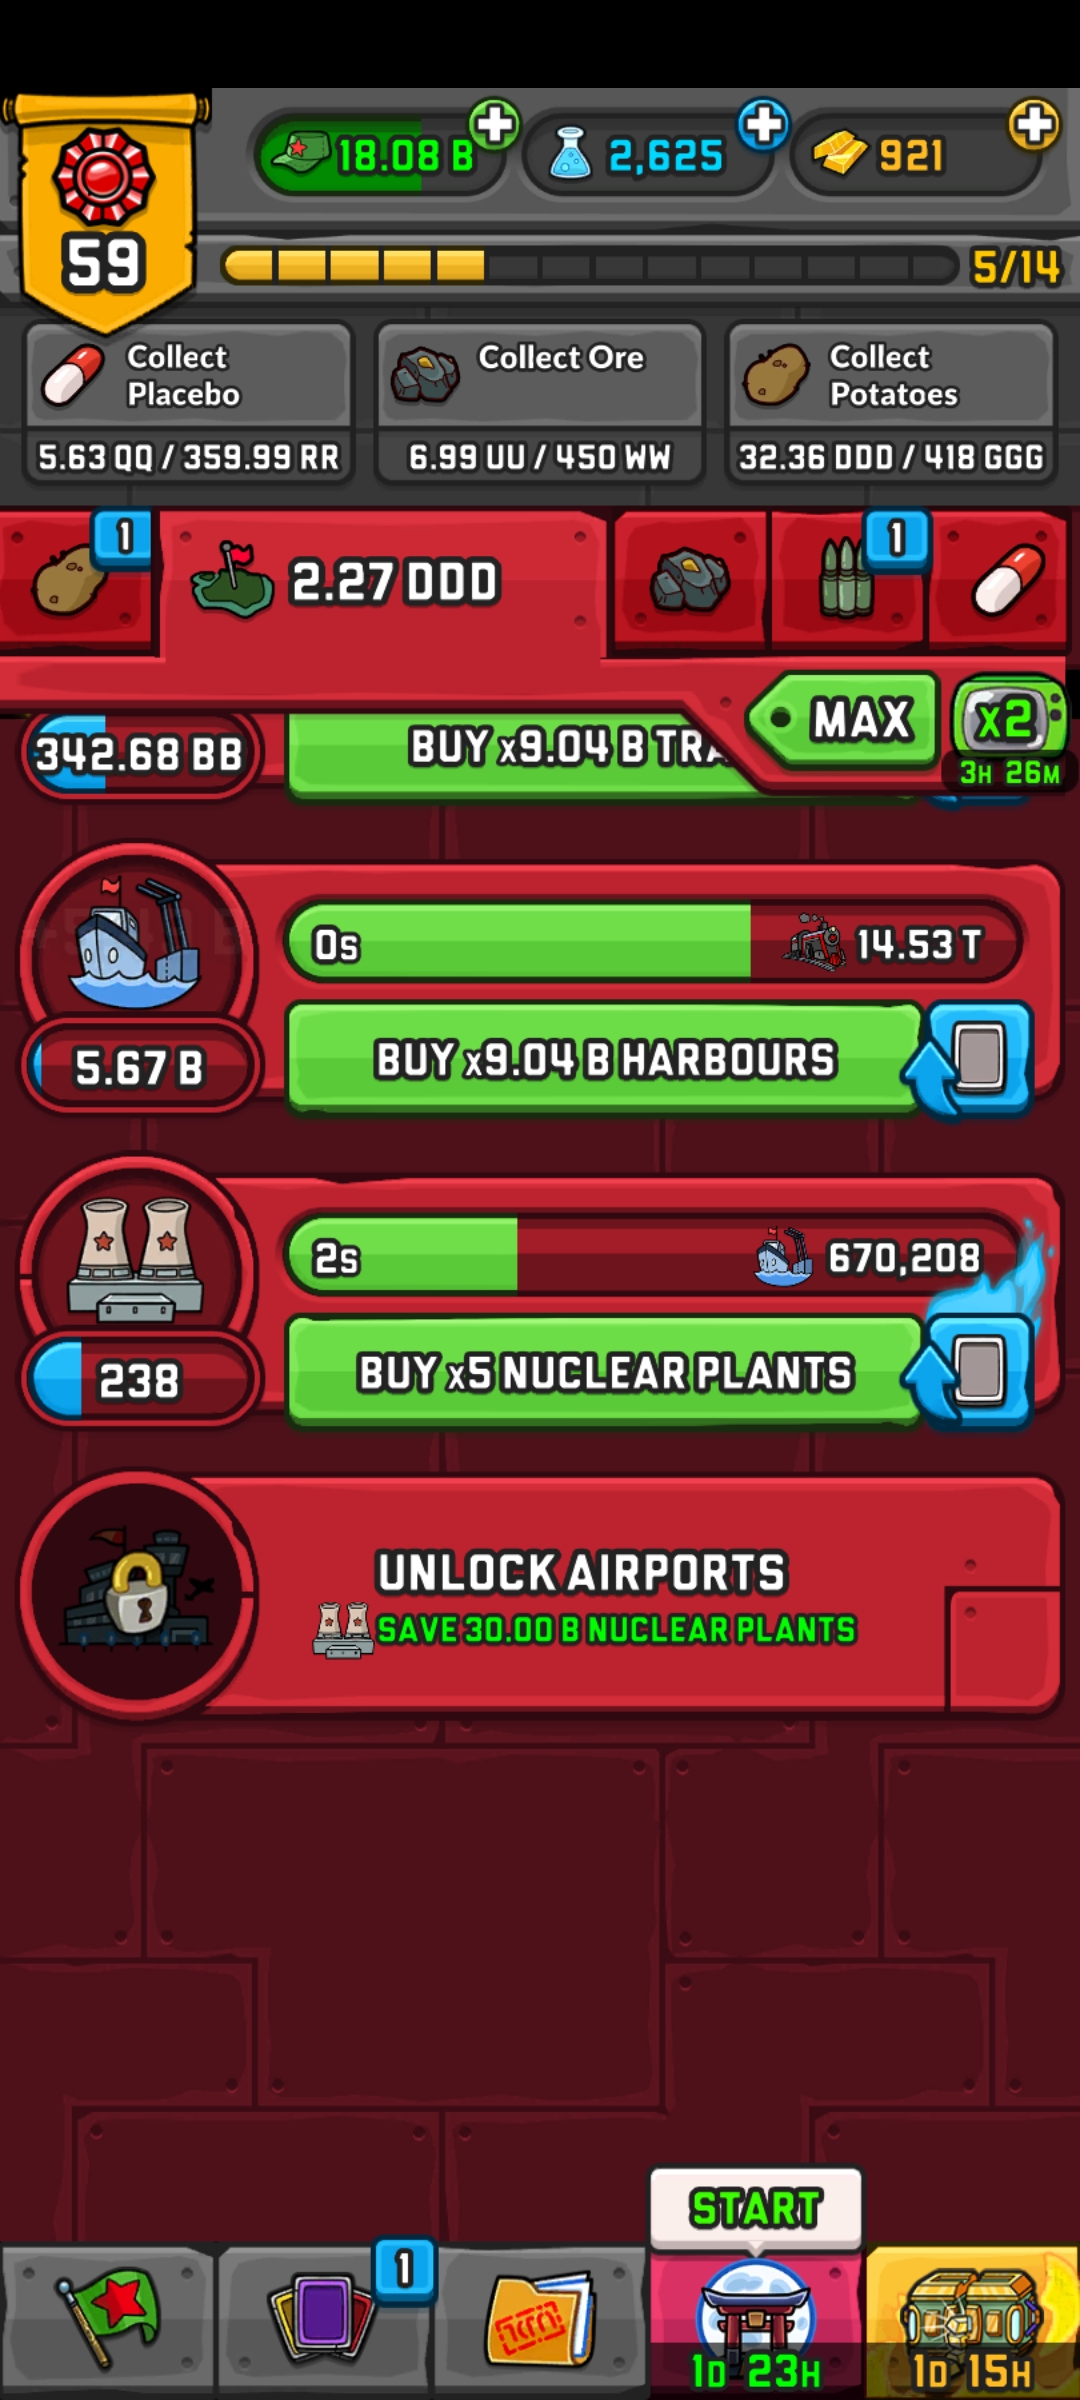 18.08 B
2,625
921
59
5/14
Collect
Placebo
5.63 QQ / 359.99 RR
Collect Ore
6.99 UU / 450 WW
Collect
Potatoes
32.36 DDD / 418 GGG
1
2.27 DDD
1
MAX
x2
3H 26M
342.68 BB
BUY x9.04 B
0s
14.53 T
5.67 B
BUY x9.04 B HARBOURS
2s
670,208
238
BUY x5 NUCLEAR PLANTS
UNLOCK AIRPORTS
SAVE 30.00 B NUCLEAR PLANTS
START
1
1D 23H
1D 15H